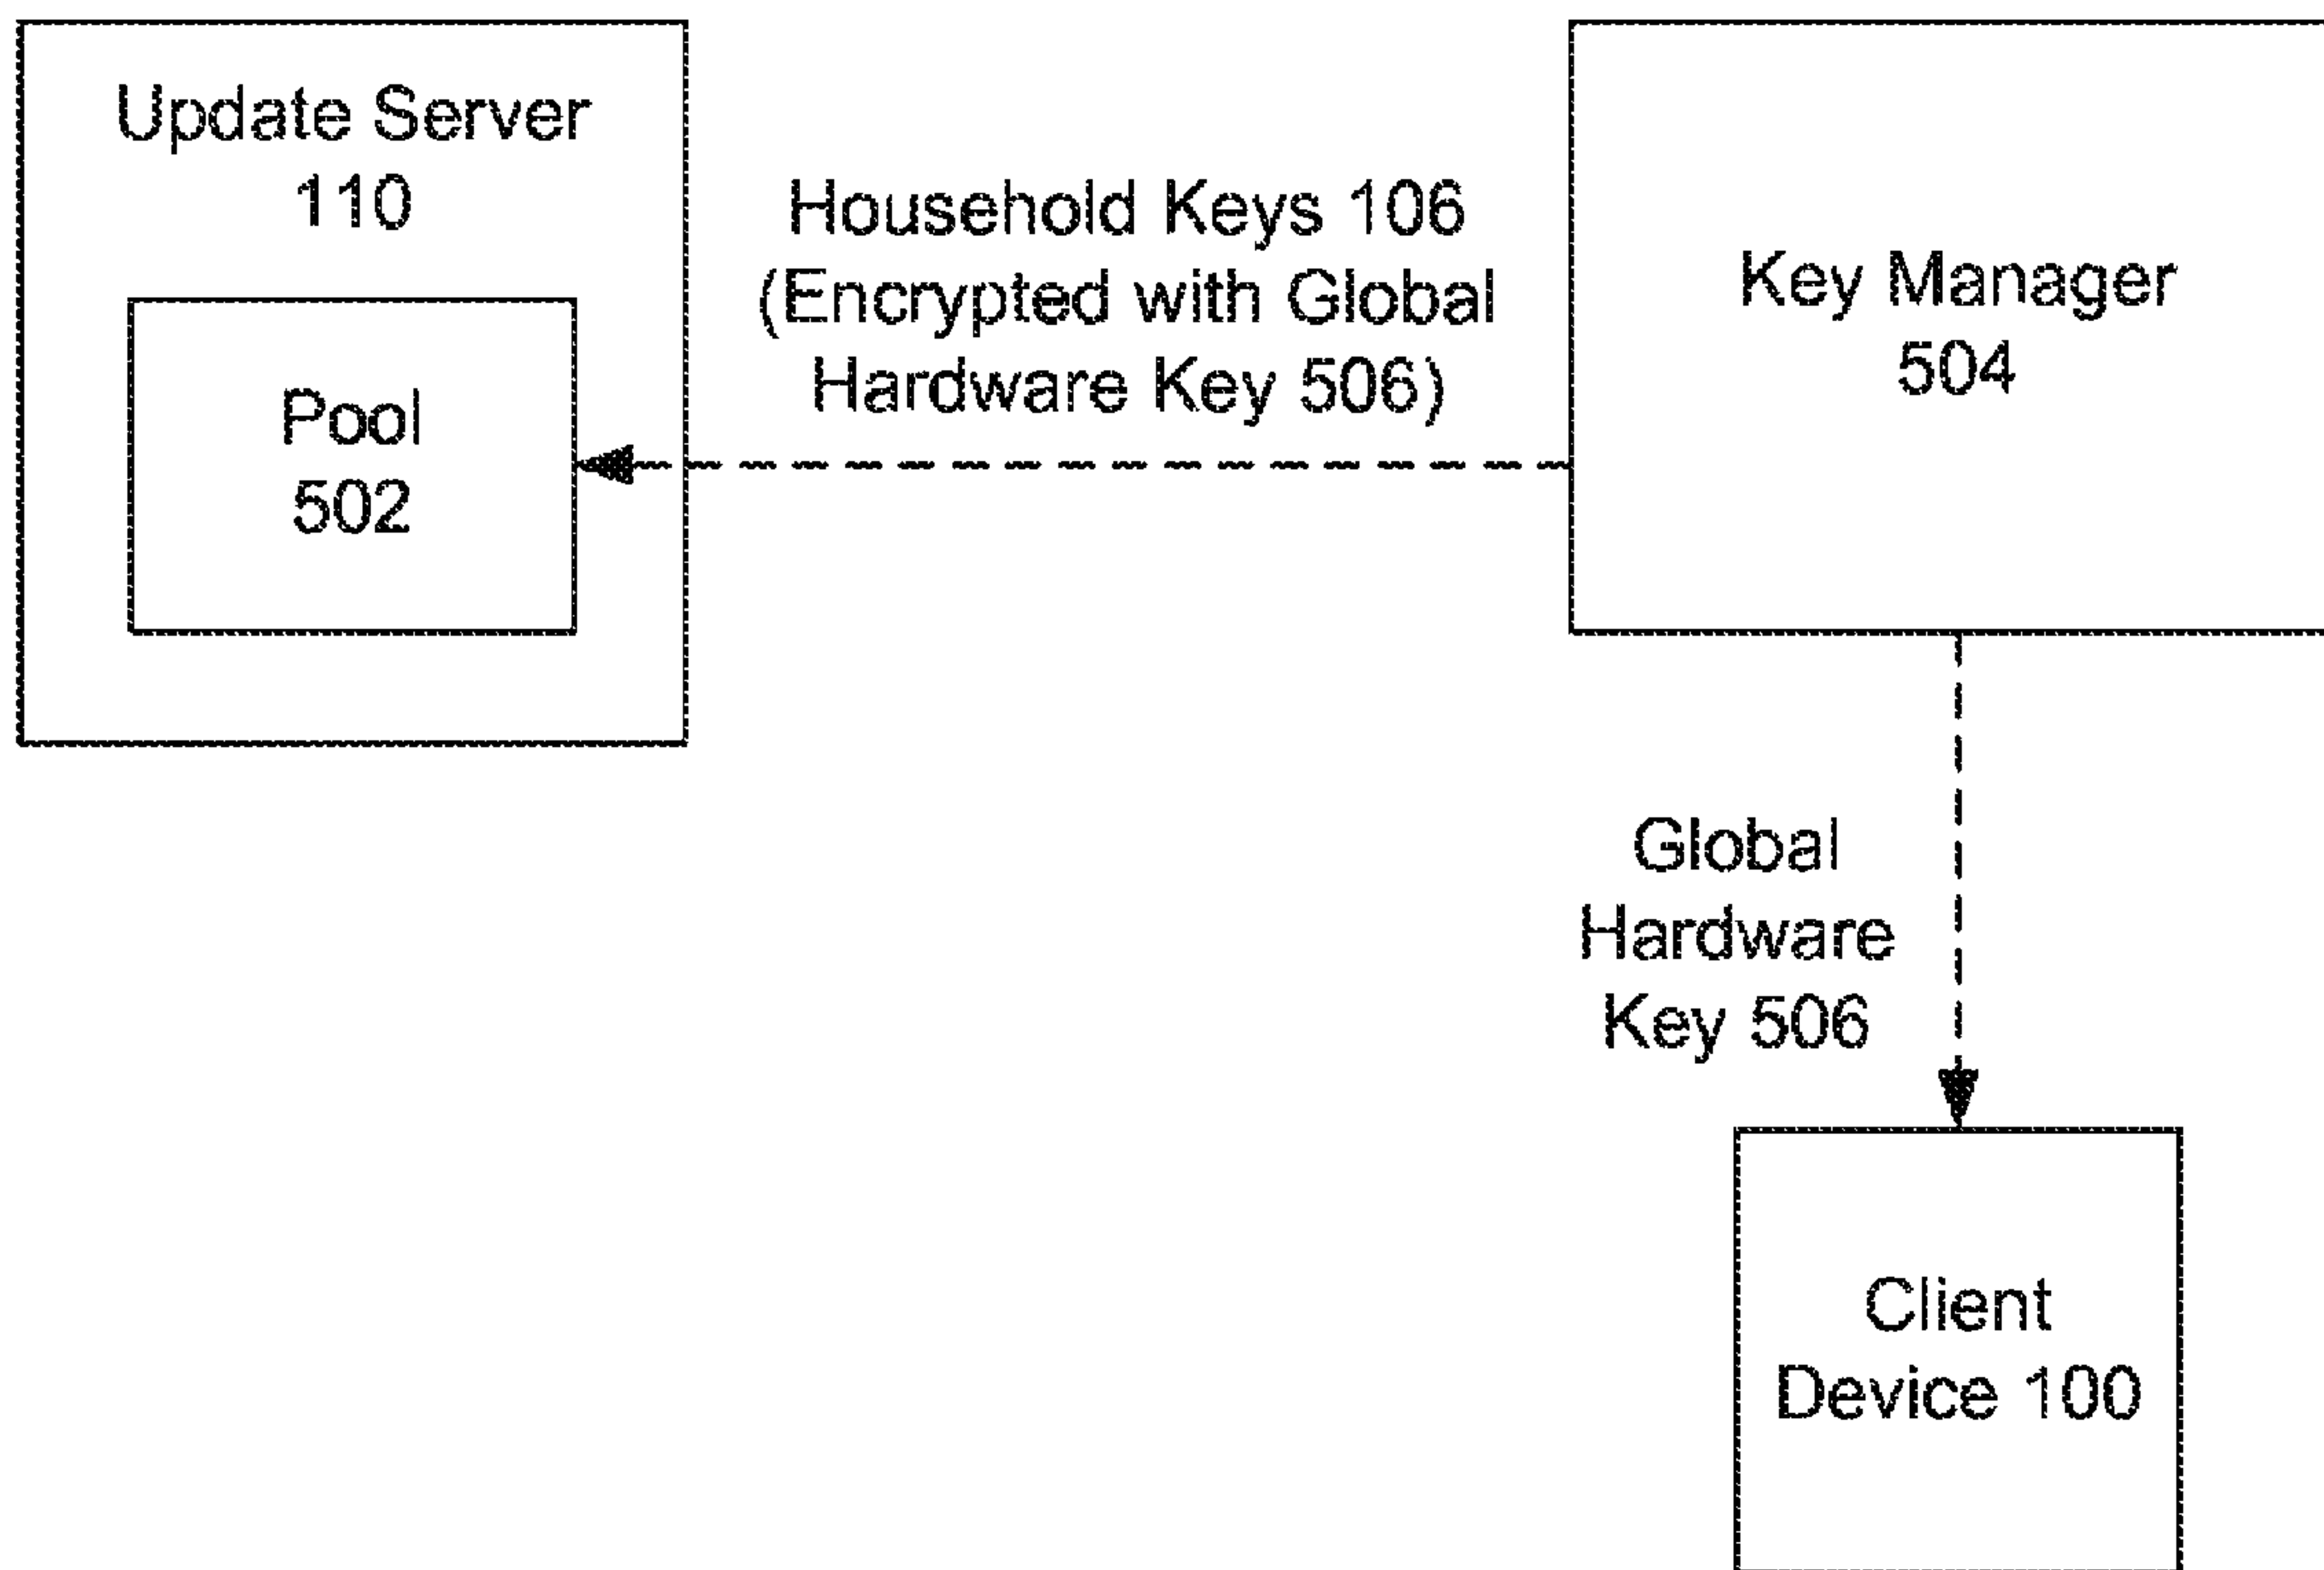 Update Server
110
Pool
502
Household Keys 106
(Encrypted with Global
Hardware Key 506)
Key Manager
504
Global
Hardware
Key 506
Client
Device 100